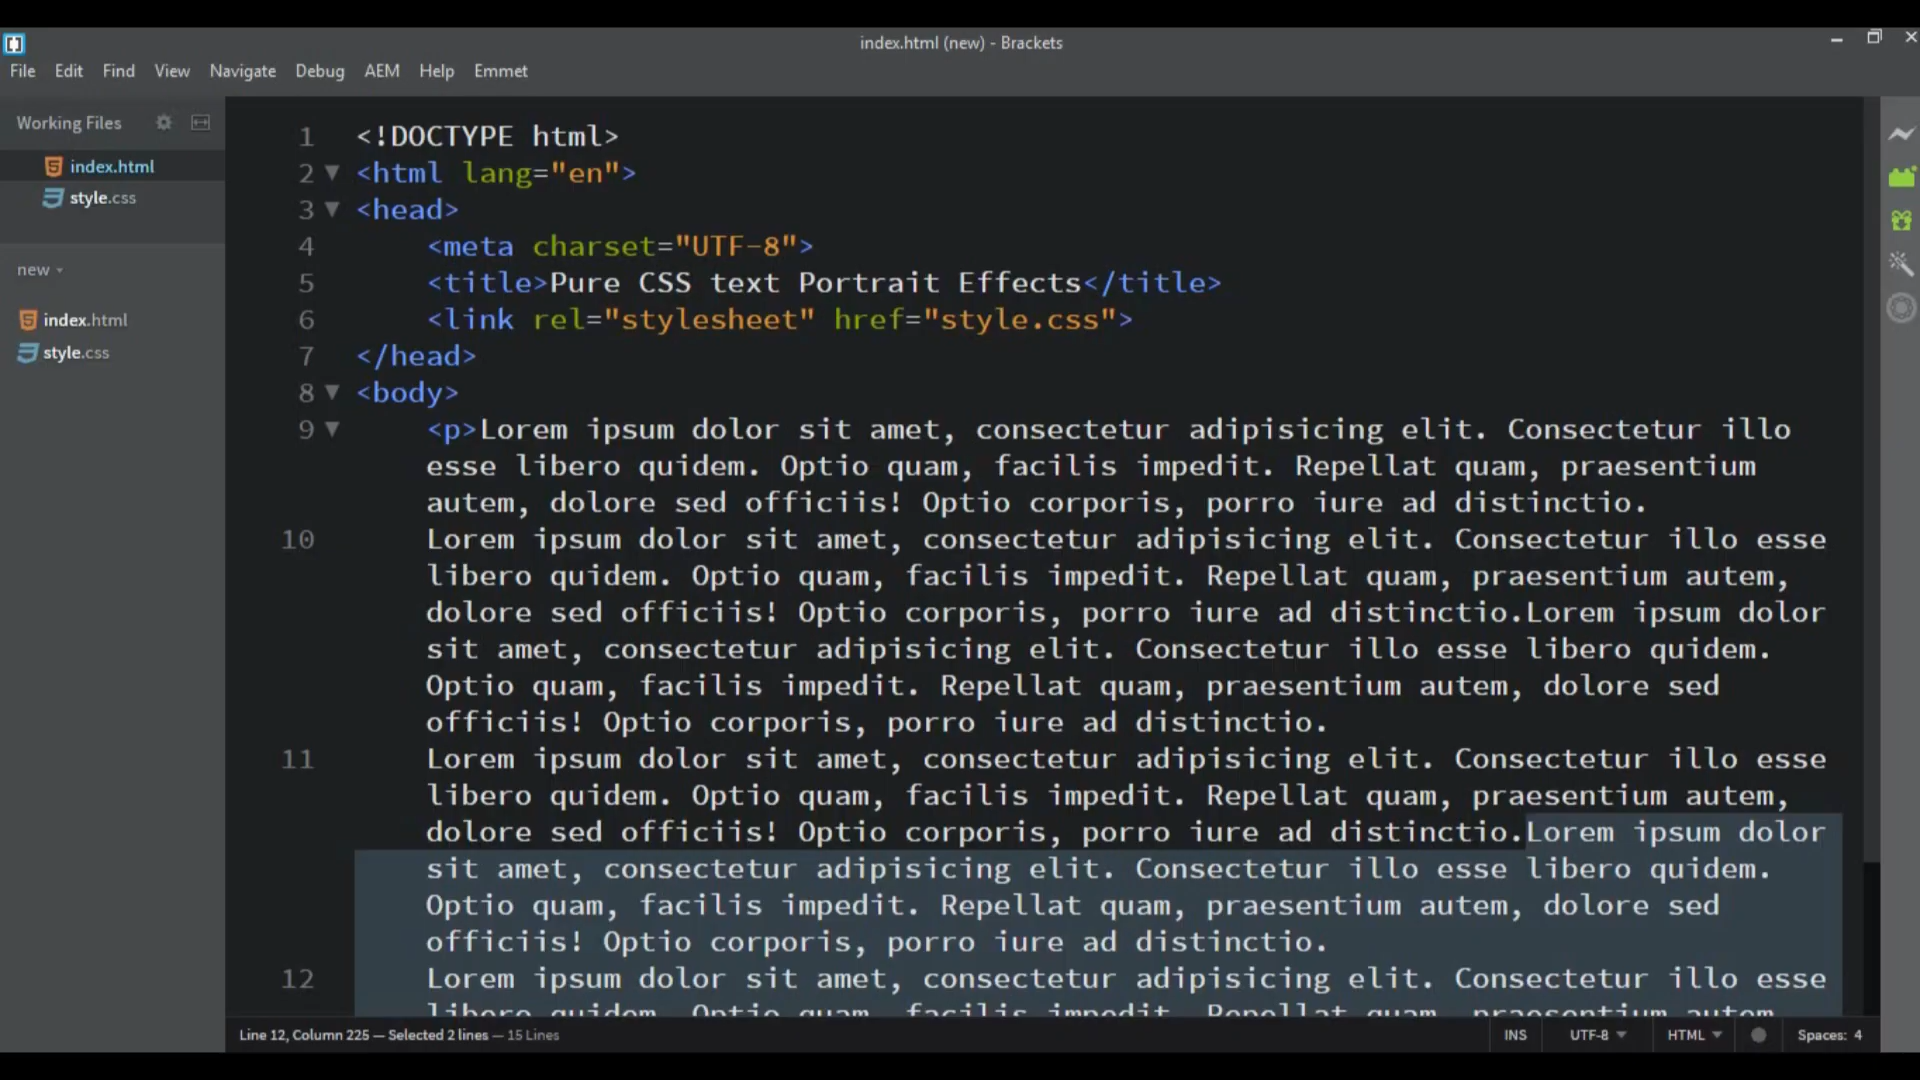 index.html (new) - Brackets
File Edit Find View Navigate Debug AEM Help Emmet
Working Files
index.html
style.css
new
index.html
style.css
1 <!DOCTYPE html>
2 <html lang="en">
3 <head>
4 <meta charset="UTF-8">
5 <title>Pure CSS text Portrait Effects</title>
6 <link rel="stylesheet" href="style.css">
7 </head>
8 <body>
9 <p>Lorem ipsum dolor sit amet, consectetur adipisicing elit. Consectetur illo
esse libero quidem. Optio quam, facilis impedit. Repellat quam, praesentium
autem, dolore sed officiis! Optio corporis, porro iure ad distinctio.
10 Lorem ipsum dolor sit amet, consectetur adipisicing elit. Consectetur illo esse
libero quidem. Optio quam, facilis impedit. Repellat quam, praesentium autem,
dolore sed officiis! Optio corporis, porro iure ad distinctio.Lorem ipsum dolor
sit amet, consectetur adipisicing elit. Consectetur illo esse libero quidem.
Optio quam, facilis impedit. Repellat quam, praesentium autem, dolore sed
officiis! Optio corporis, porro iure ad distinctio.
11 Lorem ipsum dolor sit amet, consectetur adipisicing elit. Consectetur illo esse
libero quidem. Optio quam, facilis impedit. Repellat quam, praesentium autem,
dolore sed officiis! Optio corporis, porro iure ad distinctio.Lorem ipsum dolor
sit amet, consectetur adipisicing elit. Consectetur illo esse libero quidem.
Optio quam, facilis impedit. Repellat quam, praesentium autem, dolore sed
officiis! Optio corporis, porro iure ad distinctio.
12 Lorem ipsum dolor sit amet, consectetur adipisicing elit. Consectetur illo esse
libero quidem. Optio quam, facilis impedit. Repellat quam, praesentium autem,
Line 12, Column 225 — Selected 2 lines — 15 Lines
INS UTF-8 HTML Spaces: 4